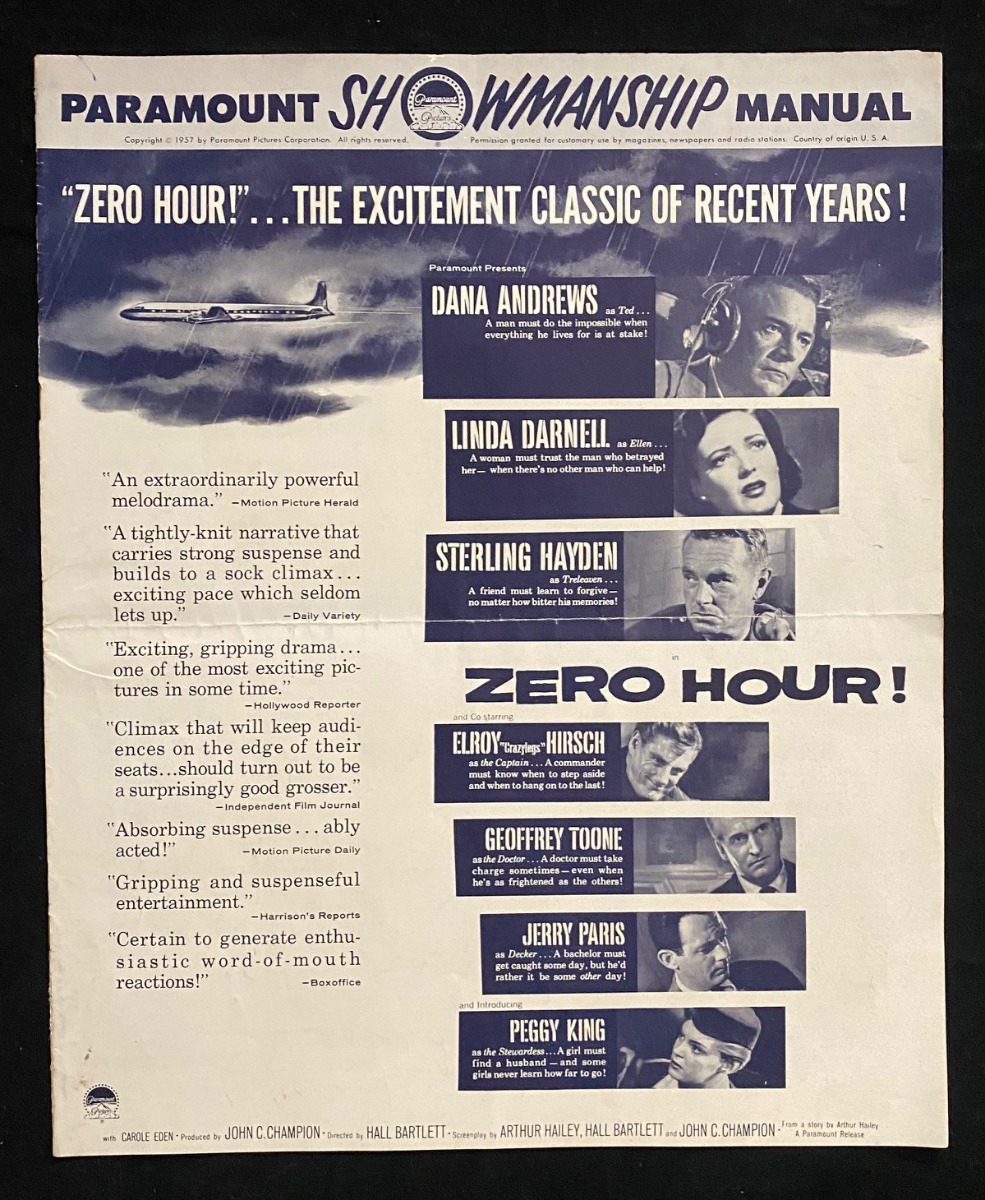 PARAMOUNT SHOWMANSHIP MANUAL
Paramount
Pictures
Copyright © 1957 by Paramount Pictures Corporation. All rights reserved.
Permission granted for customary use by magazines, newspapers and radio stations. Country of origin U. S. A.
"ZERO HOUR!"...THE EXCITEMENT CLASSIC OF RECENT YEARS!
Paramount Presents
DANA ANDREWS as Ted...
A man must do the impossible when
everything he lives for is at stake!
LINDA DARNELL as Ellen...
A woman must trust the man who betrayed
her— when there's no other man who can help!
STERLING HAYDEN
as Treleaven...
A friend must learn to forgive—
no matter how bitter his memories!
in
ZERO HOUR!
and Co starring
ELROY "Crazylegs" HIRSCH
as the Captain... A commander
must know when to step aside
and when to hang on to the last!
GEOFFREY TOONE
as the Doctor... A doctor must take
charge sometimes—even when
he's as frightened as the others!
JERRY PARIS
as Decker... A bachelor must
get caught some day, but he'd
rather it be some other day!
and Introducing
PEGGY KING
as the Stewardess...A girl must
find a husband—and some
girls never learn how far to go!
"An extraordinarily powerful
melodrama." —Motion Picture Herald
"A tightly-knit narrative that
carries strong suspense and
builds to a sock climax...
exciting pace which seldom
lets up." —Daily Variety
"Exciting, gripping drama...
one of the most exciting pic-
tures in some time."
—Hollywood Reporter
"Climax that will keep audi-
ences on the edge of their
seats...should turn out to be
a surprisingly good grosser."
—Independent Film Journal
"Absorbing suspense...ably
acted!" —Motion Picture Daily
"Gripping and suspenseful
entertainment."
—Harrison's Reports
"Certain to generate enthu-
siastic word-of-mouth
reactions!" —Boxoffice
Paramount
Pictures
with CAROLE EDEN · Produced by JOHN C. CHAMPION · Directed by HALL BARTLETT · Screenplay by ARTHUR HAILEY, HALL BARTLETT and JOHN C. CHAMPION · From a story by Arthur Hailey
A Paramount Release